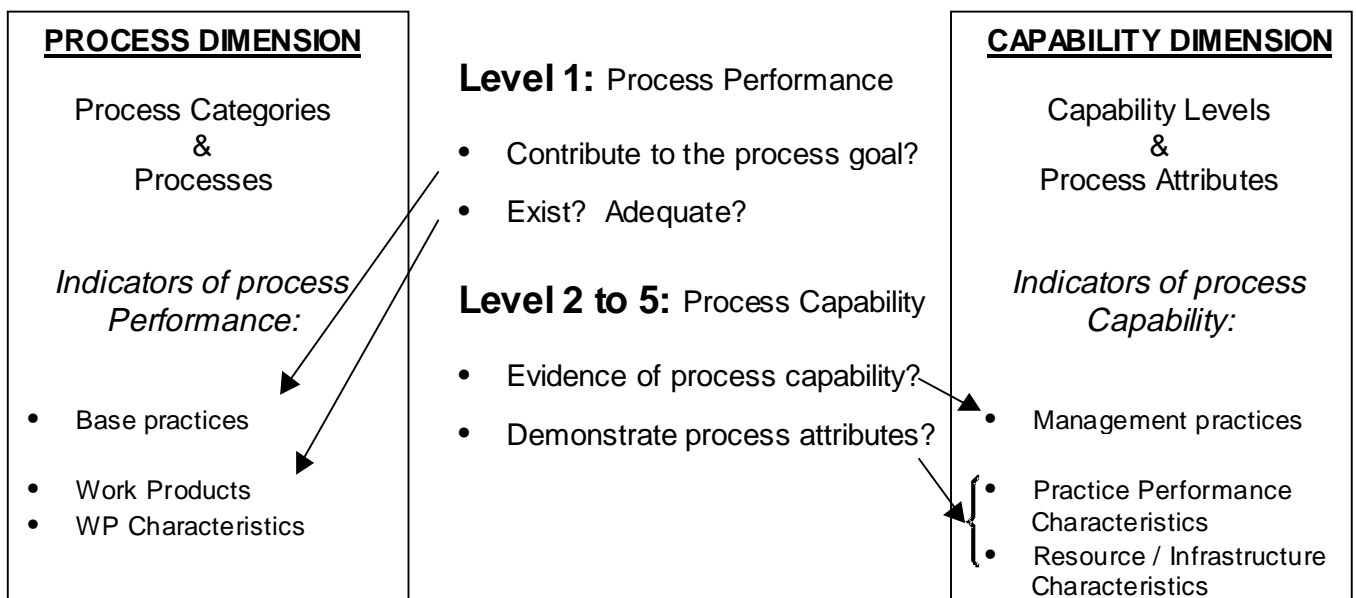 PROCESS DIMENSION
Process Categories
&
Processes
Indicators of process
Performance:
• Base practices
• Work Products
• WP Characteristics
Level 1: Process Performance
• Contribute to the process goal?
• Exist? Adequate?
Level 2 to 5: Process Capability
• Evidence of process capability?
• Demonstrate process attributes?
CAPABILITY DIMENSION
Capability Levels
&
Process Attributes
Indicators of process
Capability:
• Management practices
• Practice Performance
Characteristics
• Resource / Infrastructure
Characteristics